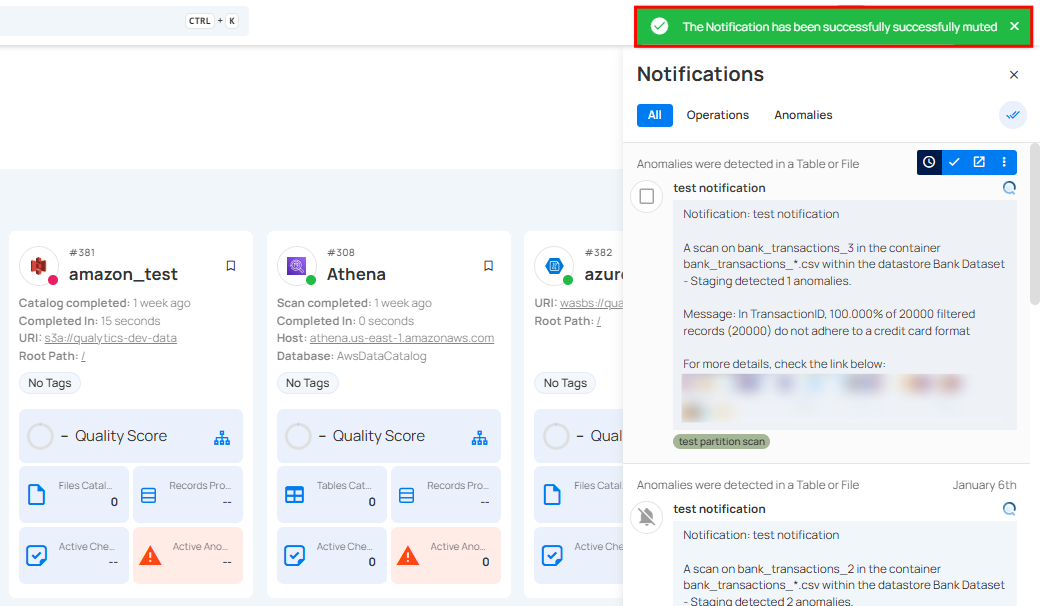 CTRL + K
The Notification has been successfully successfully muted
Notifications
All Operations Anomalies
Anomalies were detected in a Table or File
test notification
Notification: test notification
A scan on bank_transactions_3 in the container
bank_transactions_*.csv within the datastore Bank Dataset
- Staging detected 1 anomalies.
Message: In TransactionID, 100.000% of 20000 filtered
records (20000) do not adhere to a credit card format
For more details, check the link below:
test partition scan
Anomalies were detected in a Table or File January 6th
test notification
Notification: test notification
A scan on bank_transactions_2 in the container
bank_transactions_*.csv within the datastore Bank Dataset
- Staging detected 2 anomalies.
#381
amazon_test
Catalog completed: 1 week ago
Completed In: 15 seconds
URI: s3a://qualytics-dev-data
Root Path: /
No Tags
– Quality Score
Files Catal...
0
Records Pro...
--
Active Che...
--
Active Ano...
--
#308
Athena
Scan completed: 1 week ago
Completed In: 0 seconds
Host: athena.us-east-1.amazonaws.com
Database: AwsDataCatalog
No Tags
– Quality Score
Tables Cat...
0
Records Pro...
--
Active Che...
0
Active Ano...
0
#382
azur
URI: wasbs://qua
Root Path: /
No Tags
– Qual
Files Catal
Active Che